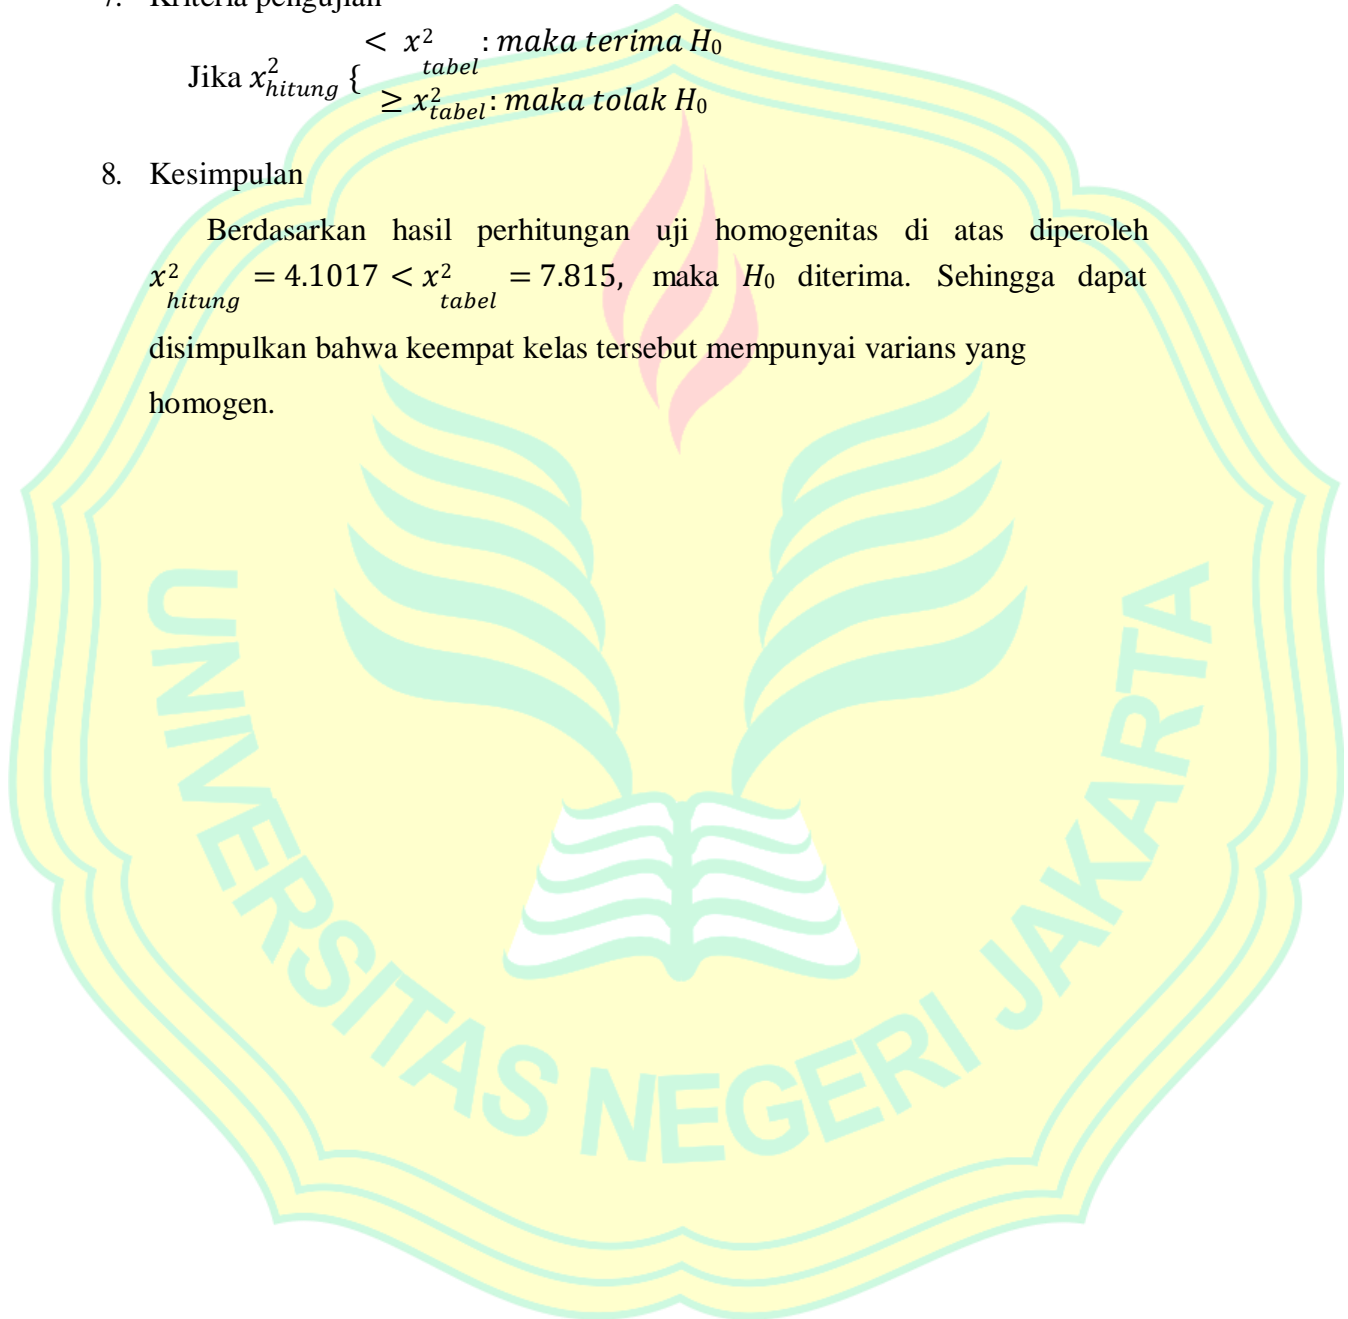 7. Kriteria pengujian
Jika x²hitung { < x²tabel : maka terima H₀
≥ x²tabel : maka tolak H₀
8. Kesimpulan
Berdasarkan hasil perhitungan uji homogenitas di atas diperoleh
x²hitung = 4.1017 < x²tabel = 7.815, maka H₀ diterima. Sehingga dapat
disimpulkan bahwa keempat kelas tersebut mempunyai varians yang
homogen.
UNIVERSITAS NEGERI JAKARTA